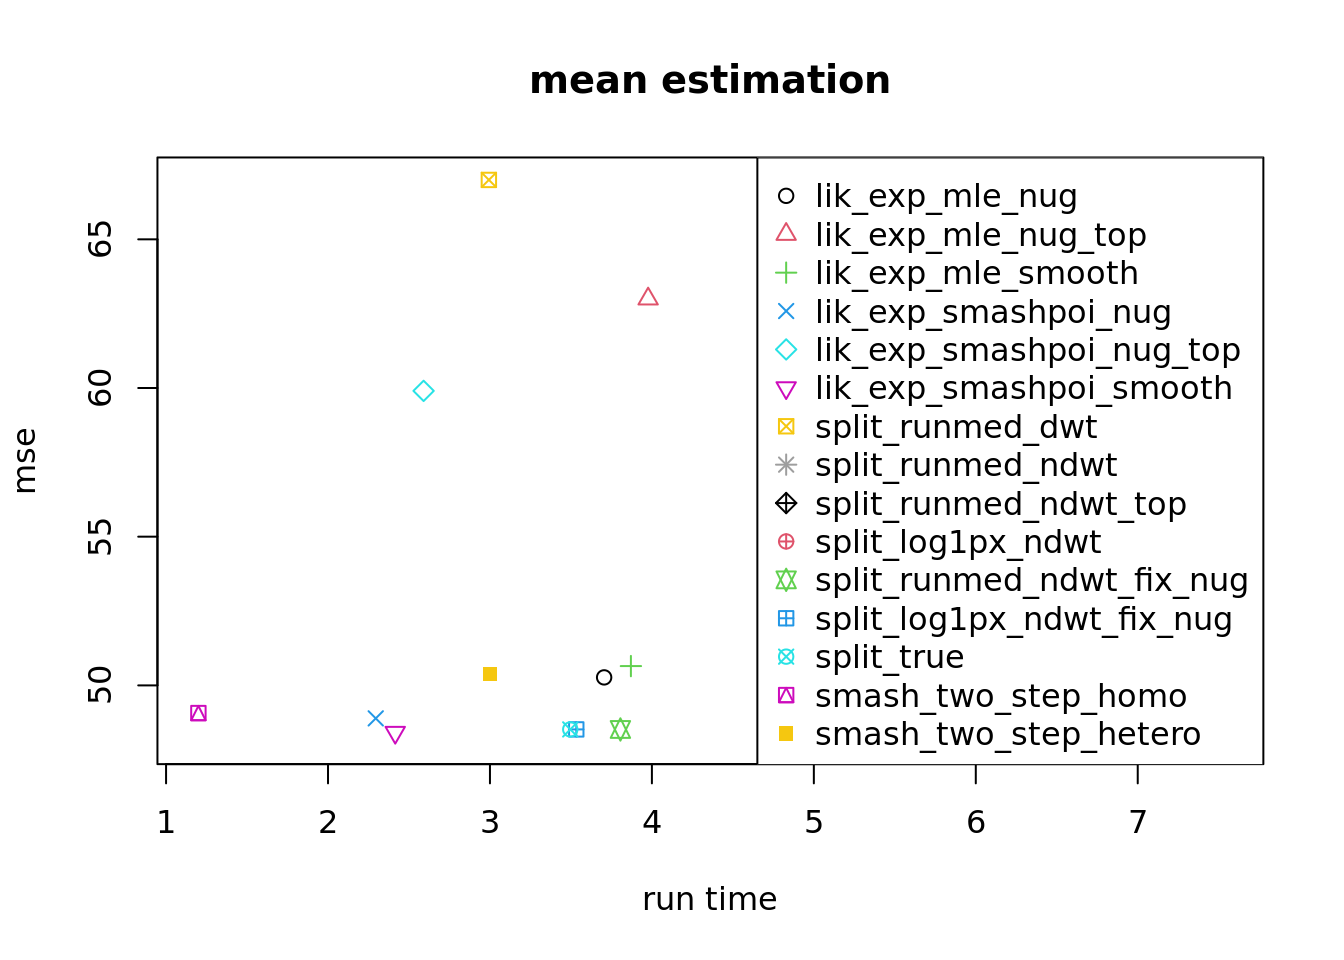 mean estimation
mse
65
60
55
50
lik_exp_mle_nug
lik_exp_mle_nug_top
lik_exp_mle_smooth
lik_exp_smashpoi_nug
lik_exp_smashpoi_nug_top
lik_exp_smashpoi_smooth
split_runmed_dwt
split_runmed_ndwt
split_runmed_ndwt_top
split_log1px_ndwt
split_runmed_ndwt_fix_nug
split_log1px_ndwt_fix_nug
split_true
smash_two_step_homo
smash_two_step_hetero
1 2 3 4 5 6 7
run time